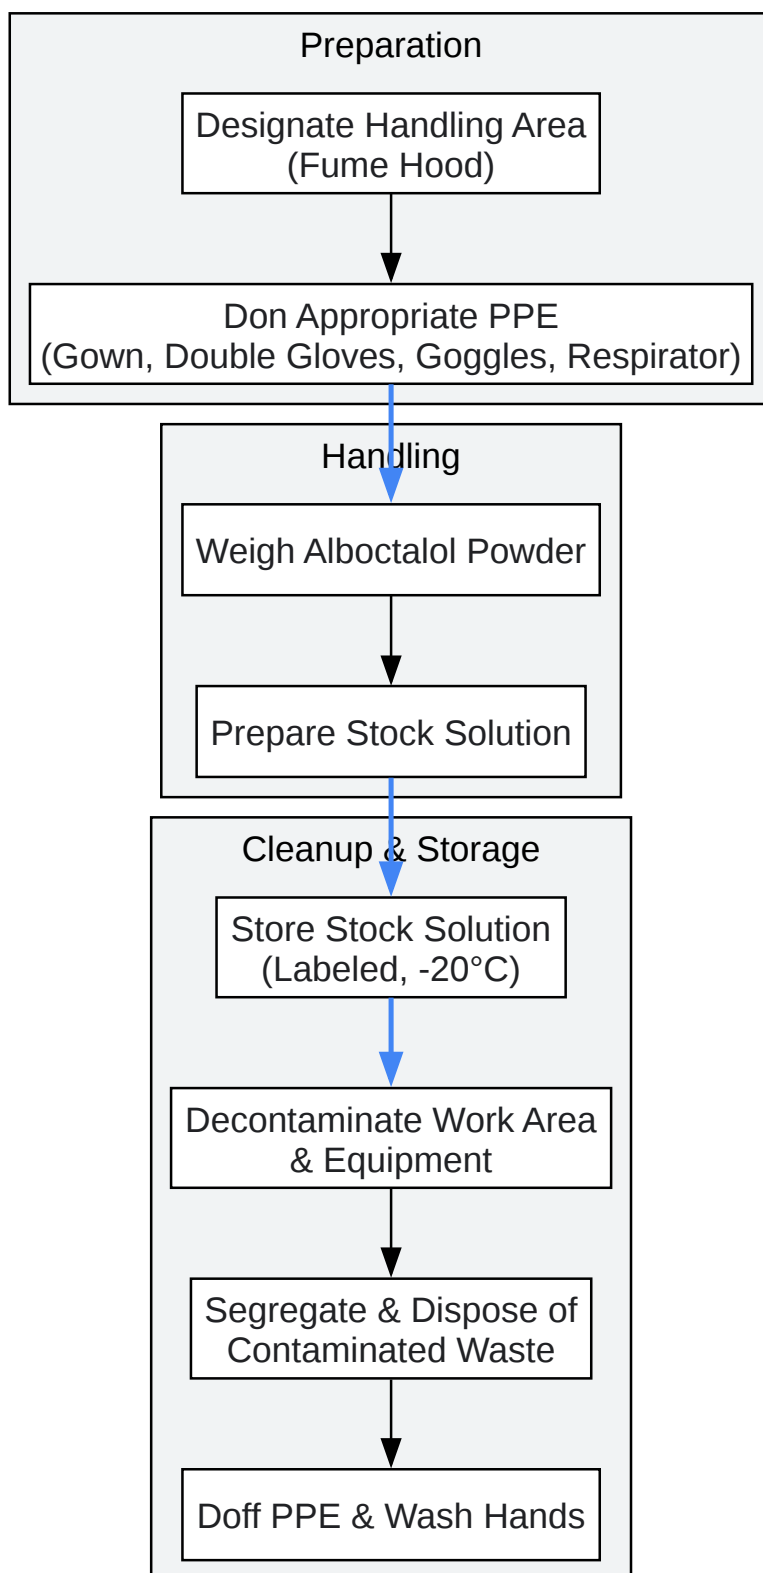 Preparation
Designate Handling Area
(Fume Hood)
Don Appropriate PPE
(Gown, Double Gloves, Goggles, Respirator)
Handling
Weigh Alboctalol Powder
Prepare Stock Solution
Cleanup & Storage
Store Stock Solution
(Labeled, -20°C)
Decontaminate Work Area
& Equipment
Segregate & Dispose of
Contaminated Waste
Doff PPE & Wash Hands